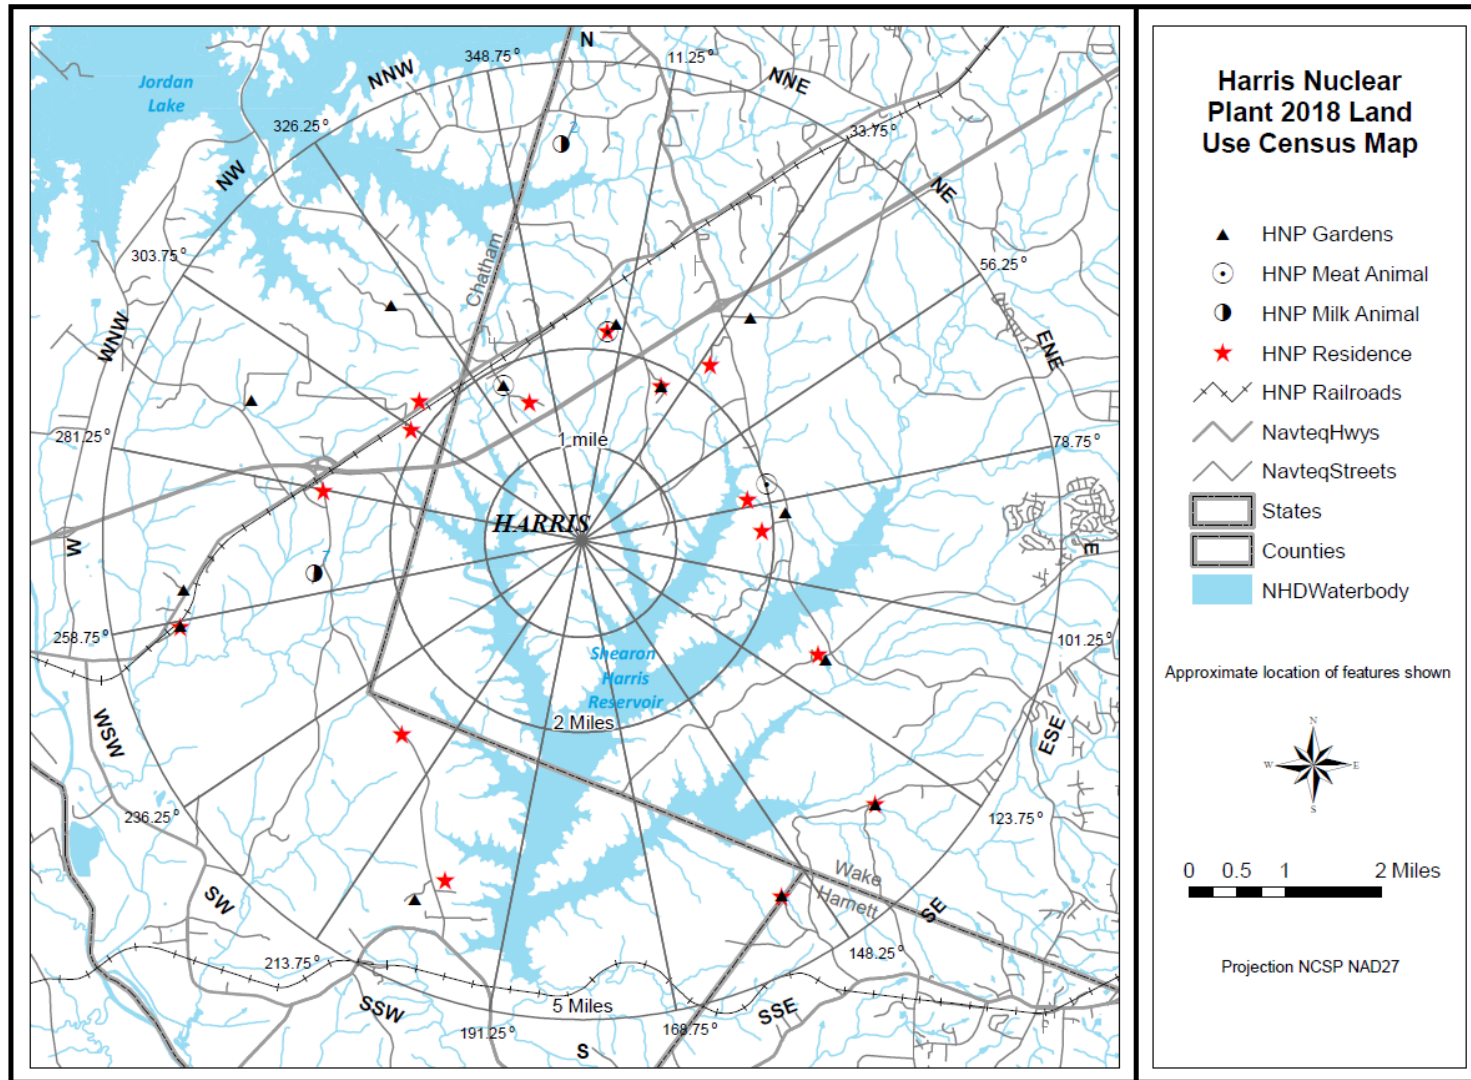 N
348.75°
11.25°
NNW
NNE
Jordan
Lake
326.25°
33.75°
2
NW
NE
Chatham
303.75°
56.25°
WNW
ENE
281.25°
1 mile
78.75°
HARRIS
W
E
7
258.75°
101.25°
Shearon
Harris
Reservoir
2 Miles
WSW
ESE
236.25°
123.75°
Wake
Harnett
SW
SE
213.75°
148.25°
SSW
5 Miles
SSE
191.25°
168.75°
S
Harris Nuclear
Plant 2018 Land
Use Census Map
HNP Gardens
HNP Meat Animal
HNP Milk Animal
HNP Residence
HNP Railroads
NavteqHwys
NavteqStreets
States
Counties
NHDWaterbody
Approximate location of features shown
N
W E
S
0 0.5 1 2 Miles
Projection NCSP NAD27